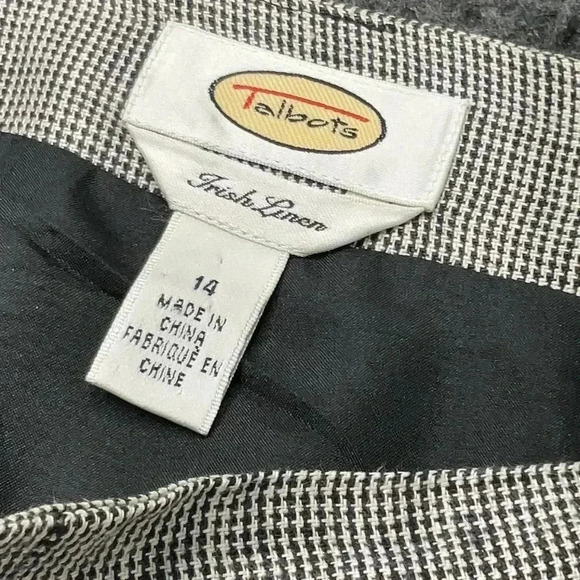 Talbots
Irish Linen
14
MADE IN
CHINA
FABRIQUÉ EN
CHINE